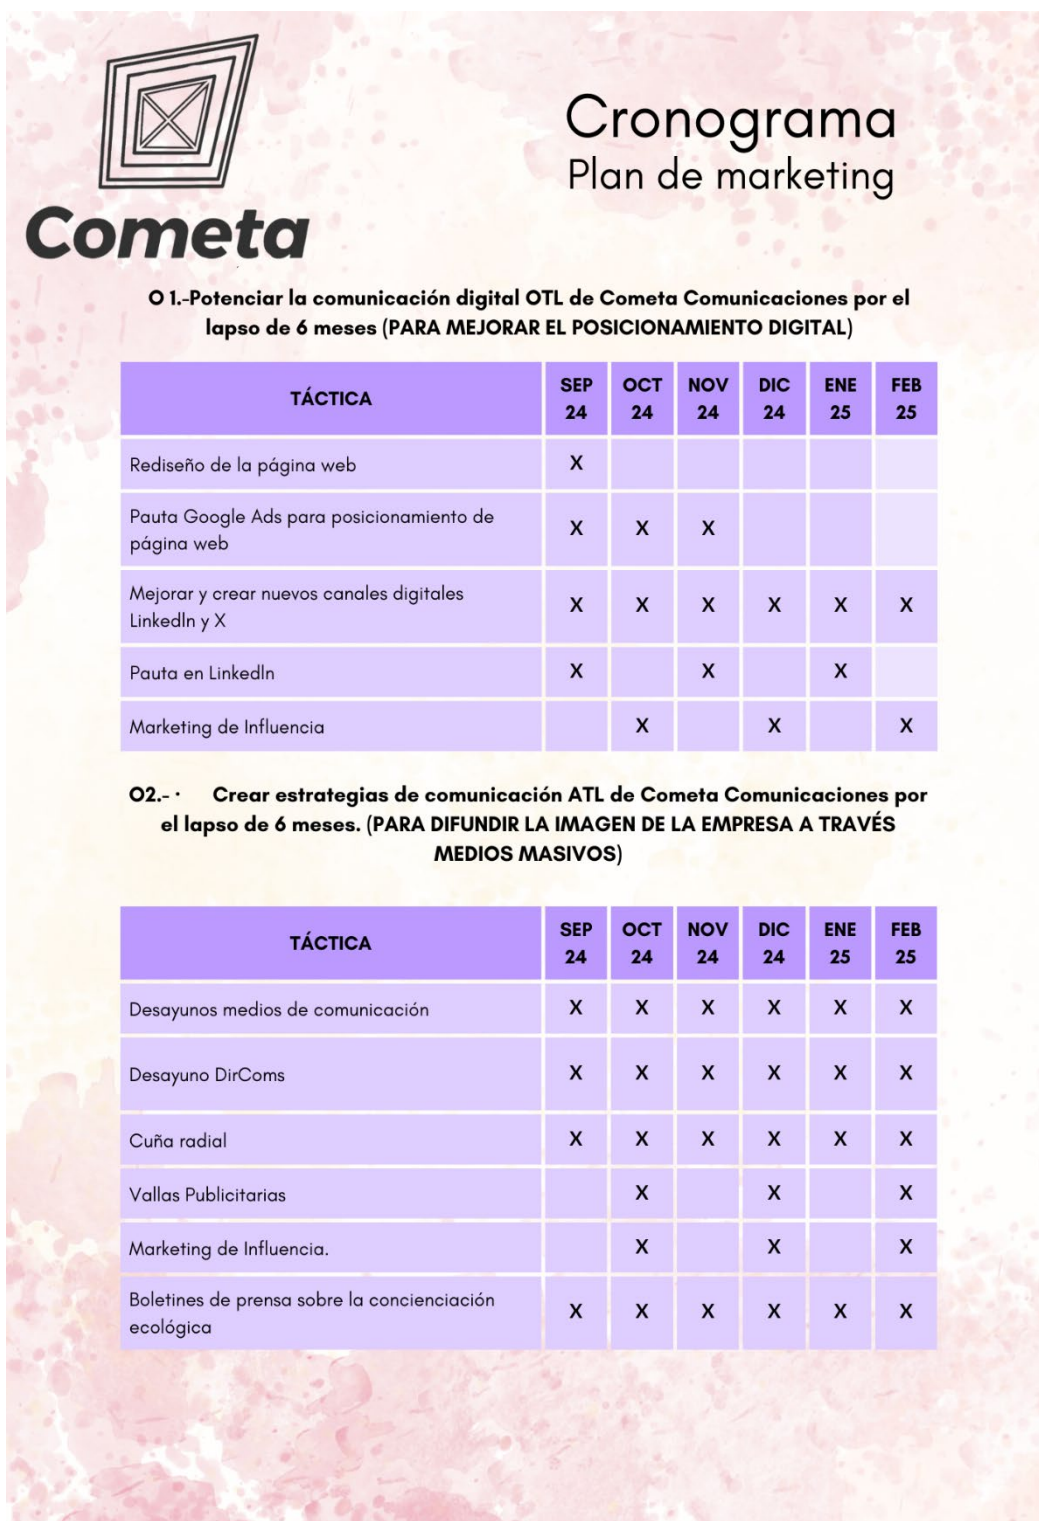 Cometa
Cronograma
Plan de marketing
O 1.-Potenciar la comunicación digital OTL de Cometa Comunicaciones por el
lapso de 6 meses (PARA MEJORAR EL POSICIONAMIENTO DIGITAL)
TÁCTICA SEP 24 OCT 24 NOV 24 DIC 24 ENE 25 FEB 25
Rediseño de la página web X
Pauta Google Ads para posicionamiento de
página web X X X
Mejorar y crear nuevos canales digitales
LinkedIn y X X X X X X X
Pauta en LinkedIn X X X
Marketing de Influencia X X X
O2.- · Crear estrategias de comunicación ATL de Cometa Comunicaciones por
el lapso de 6 meses. (PARA DIFUNDIR LA IMAGEN DE LA EMPRESA A TRAVÉS
MEDIOS MASIVOS)
TÁCTICA SEP 24 OCT 24 NOV 24 DIC 24 ENE 25 FEB 25
Desayunos medios de comunicación X X X X X X
Desayuno DirComs X X X X X X
Cuña radial X X X X X X
Vallas Publicitarias X X X
Marketing de Influencia. X X X
Boletines de prensa sobre la concienciación
ecológica X X X X X X